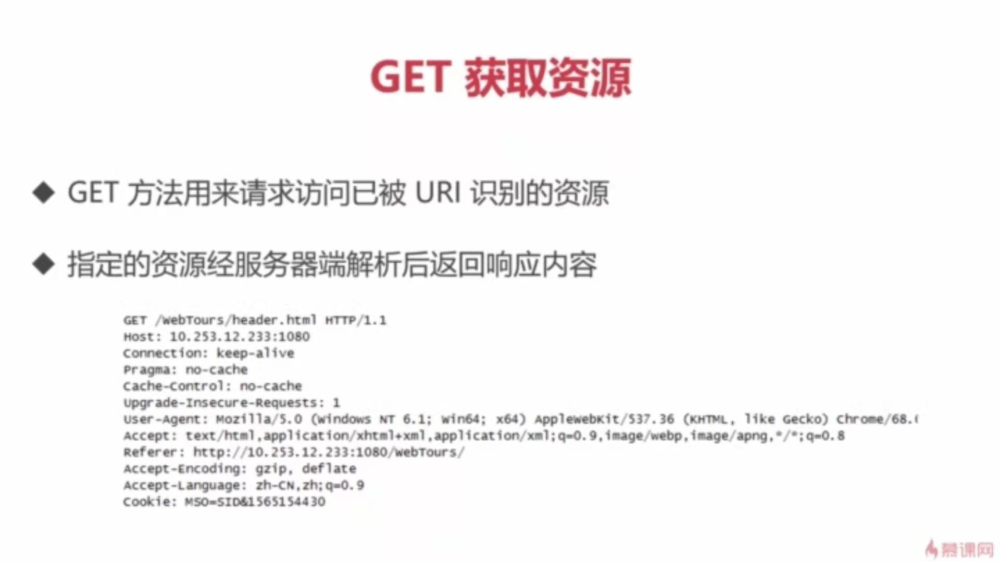 GET 获取资源
◆ GET 方法用来请求访问已被 URI 识别的资源
◆ 指定的资源经服务器端解析后返回响应内容
GET /WebTours/header.html HTTP/1.1
Host: 10.253.12.233:1080
Connection: keep-alive
Pragma: no-cache
Cache-Control: no-cache
Upgrade-Insecure-Requests: 1
User-Agent: Mozilla/5.0 (Windows NT 6.1; Win64; x64) AppleWebKit/537.36 (KHTML, like Gecko) Chrome/68.
Accept: text/html,application/xhtml+xml,application/xml;q=0.9,image/webp,image/apng,*/*;q=0.8
Referer: http://10.253.12.233:1080/WebTours/
Accept-Encoding: gzip, deflate
Accept-Language: zh-CN,zh;q=0.9
Cookie: MSO=SID&1565154430
慕课网